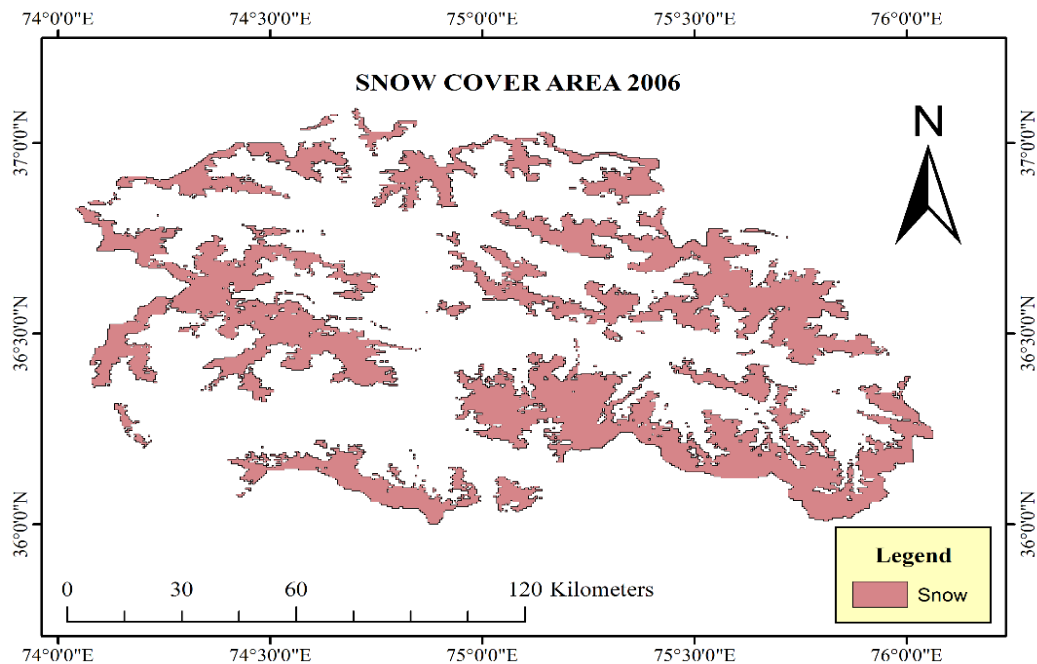 74°0'0"E 74°30'0"E 75°0'0"E 75°30'0"E 76°0'0"E
SNOW COVER AREA 2006
N
37°0'0"N 37°0'0"N
36°30'0"N 36°30'0"N
36°0'0"N 36°0'0"N
Legend
Snow
0 30 60 120 Kilometers
74°0'0"E 74°30'0"E 75°0'0"E 75°30'0"E 76°0'0"E